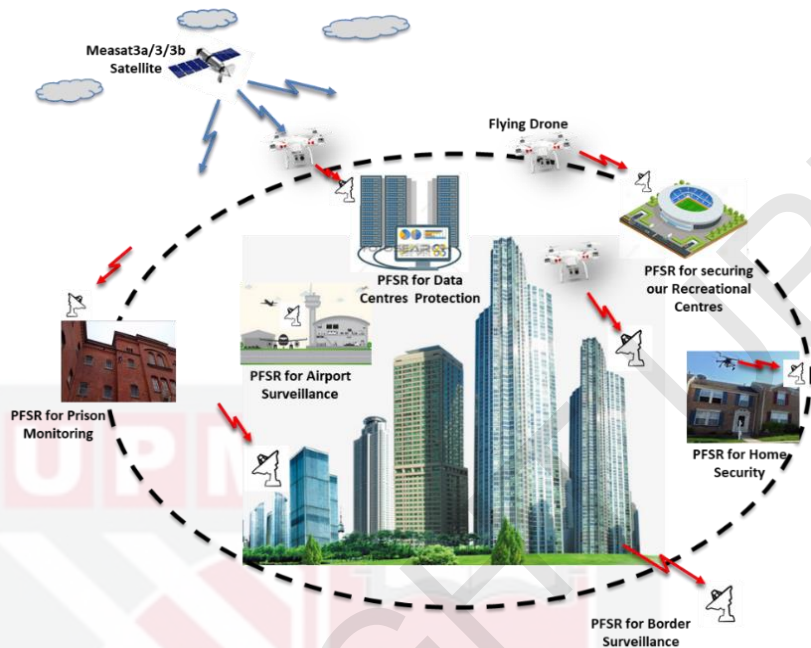 Measat3a/3/3b
Satellite
Flying Drone
PFSR for Data
Centres Protection
PFSR for securing
our Recreational
Centres
PFSR for Airport
Surveillance
PFSR for Prison
Monitoring
PFSR for Home
Security
PFSR for Border
Surveillance
UPM